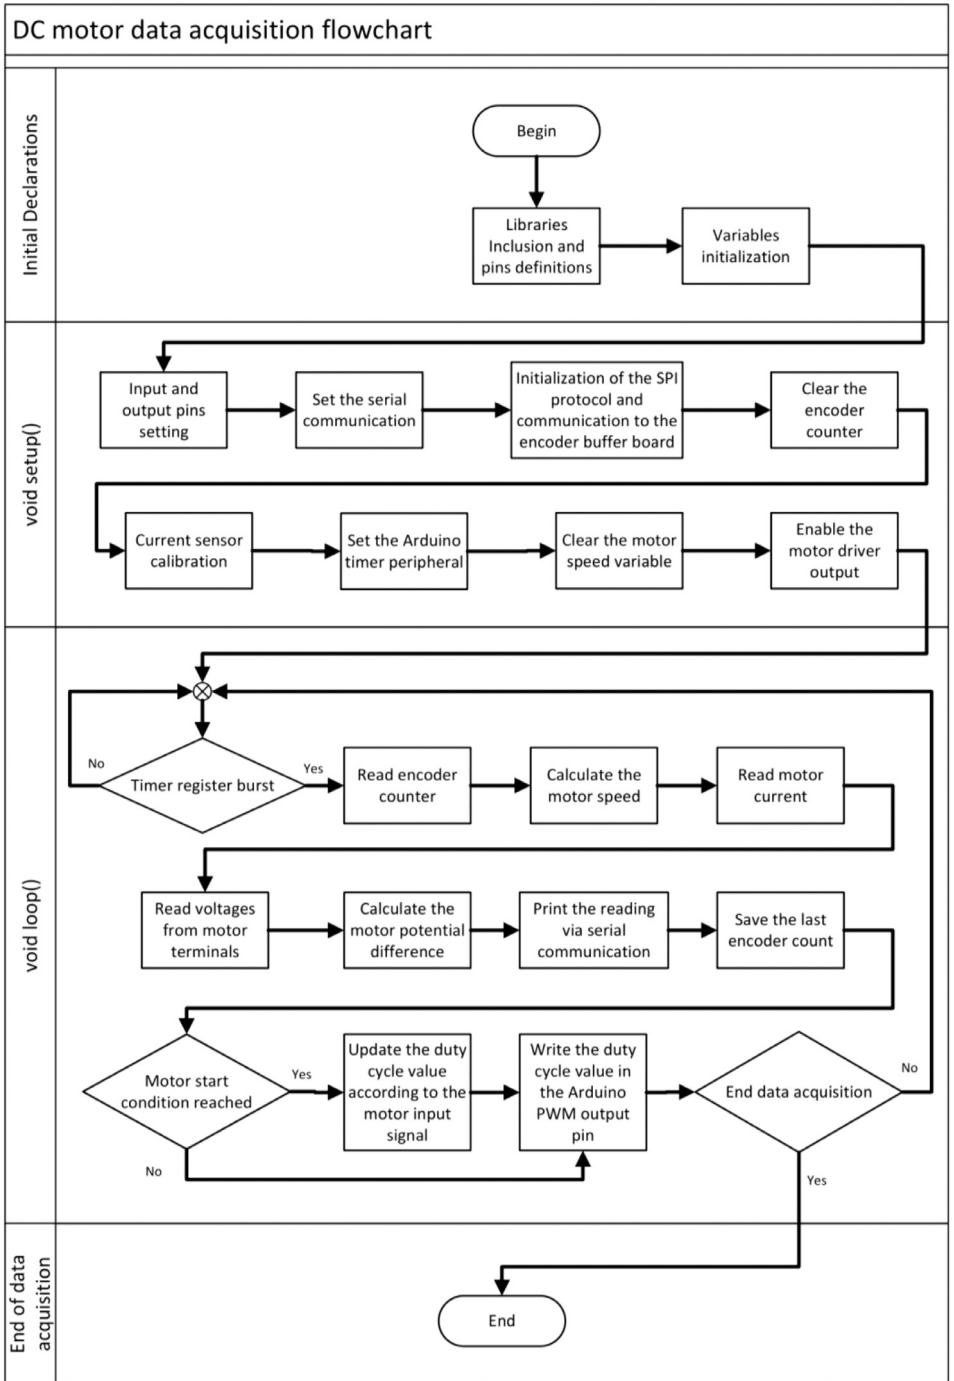 DC motor data acquisition flowchart
Initial Declarations
Begin
Libraries
Inclusion and
pins definitions
Variables
initialization
void setup()
Input and
output pins
setting
Set the serial
communication
Initialization of the SPI
protocol and
communication to the
encoder buffer board
Clear the
encoder
counter
Current sensor
calibration
Set the Arduino
timer peripheral
Clear the motor
speed variable
Enable the
motor driver
output
void loop()
No
Timer register burst
Yes
Read encoder
counter
Calculate the
motor speed
Read motor
current
Read voltages
from motor
terminals
Calculate the
motor potential
difference
Print the reading
via serial
communication
Save the last
encoder count
Motor start
condition reached
Yes
No
Update the duty
cycle value
according to the
motor input
signal
Write the duty
cycle value in
the Arduino
PWM output
pin
End data acquisition
No
Yes
End of data
acquisition
End